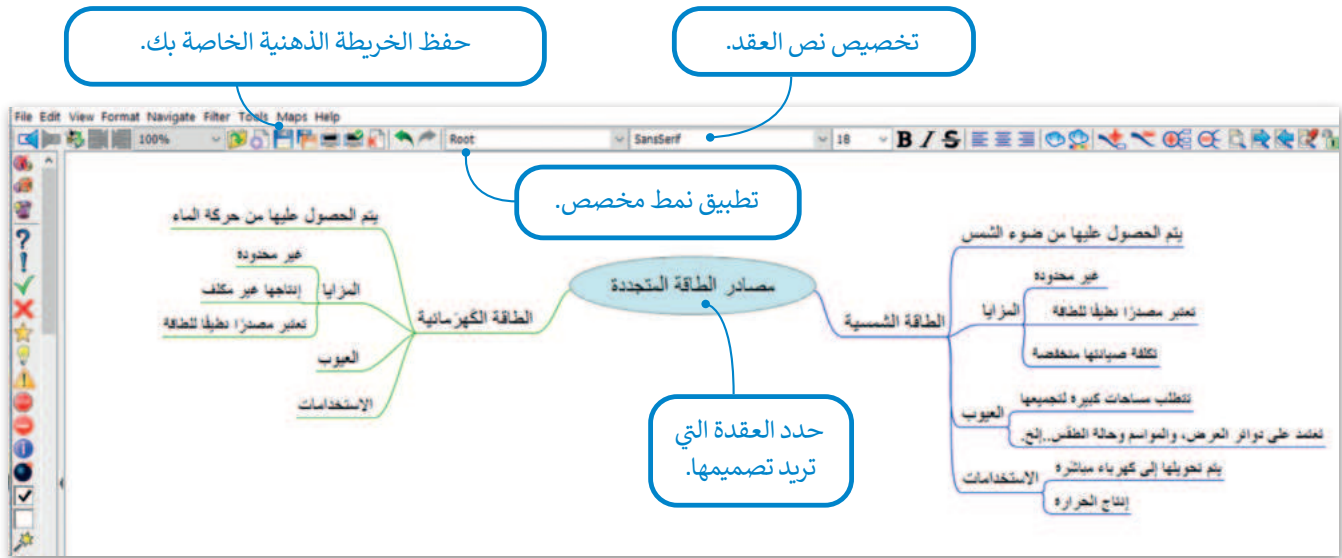 حفظ الخريطة الذهنية الخاصة بك.
تخصيص نص العقد.
File Edit View Format Navigate Filter Tools Maps Help
100%
Root
SansSerif
18
B I S
تطبيق نمط مخصص.
مصادر الطاقة المتجددة
الطاقة الشمسية
يتم الحصول عليها من ضوء الشمس
المزايا
غير محدودة
تعتبر مصدرًا نظيفًا للطاقة
تكلفة صيانتها منخفضة
العيوب
تتطلب مساحات كبيرة لتجميعها
تعتمد على دوائر العرض، والمواسم وحالة الطقس..إلخ.
الاستخدامات
يتم تحويلها إلى كهرباء مباشرة
إنتاج الحرارة
الطاقة الكَهرْمائية
يتم الحصول عليها من حركة الماء
المزايا
غير محدودة
إنتاجها غير مكلف
تعتبر مصدرًا نظيفًا للطاقة
العيوب
الاستخدامات
حدد العقدة التي
تريد تصميمها.